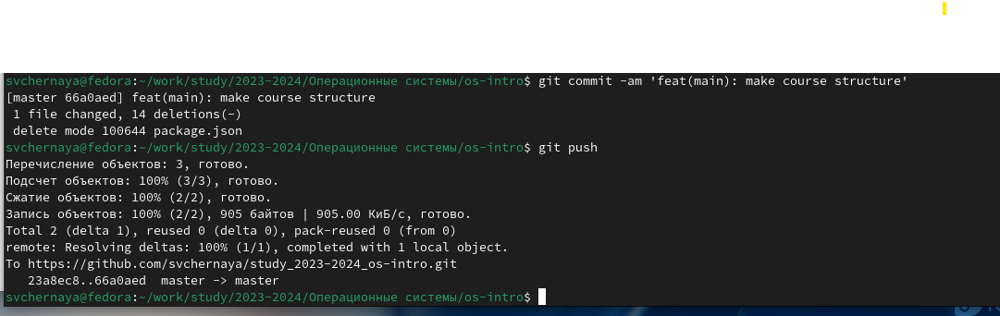 svchernaya@fedora:~/work/study/2023-2024/Операционные системы/os-intro$ git commit -am 'feat(main): make course structure'
[master 66a0aed] feat(main): make course structure
 1 file changed, 14 deletions(-)
 delete mode 100644 package.json
svchernaya@fedora:~/work/study/2023-2024/Операционные системы/os-intro$ git push
Перечисление объектов: 3, готово.
Подсчет объектов: 100% (3/3), готово.
Сжатие объектов: 100% (2/2), готово.
Запись объектов: 100% (2/2), 905 байтов | 905.00 КиБ/с, готово.
Total 2 (delta 1), reused 0 (delta 0), pack-reused 0 (from 0)
remote: Resolving deltas: 100% (1/1), completed with 1 local object.
To https://github.com/svchernaya/study_2023-2024_os-intro.git
   23a8ec8..66a0aed  master -> master
svchernaya@fedora:~/work/study/2023-2024/Операционные системы/os-intro$